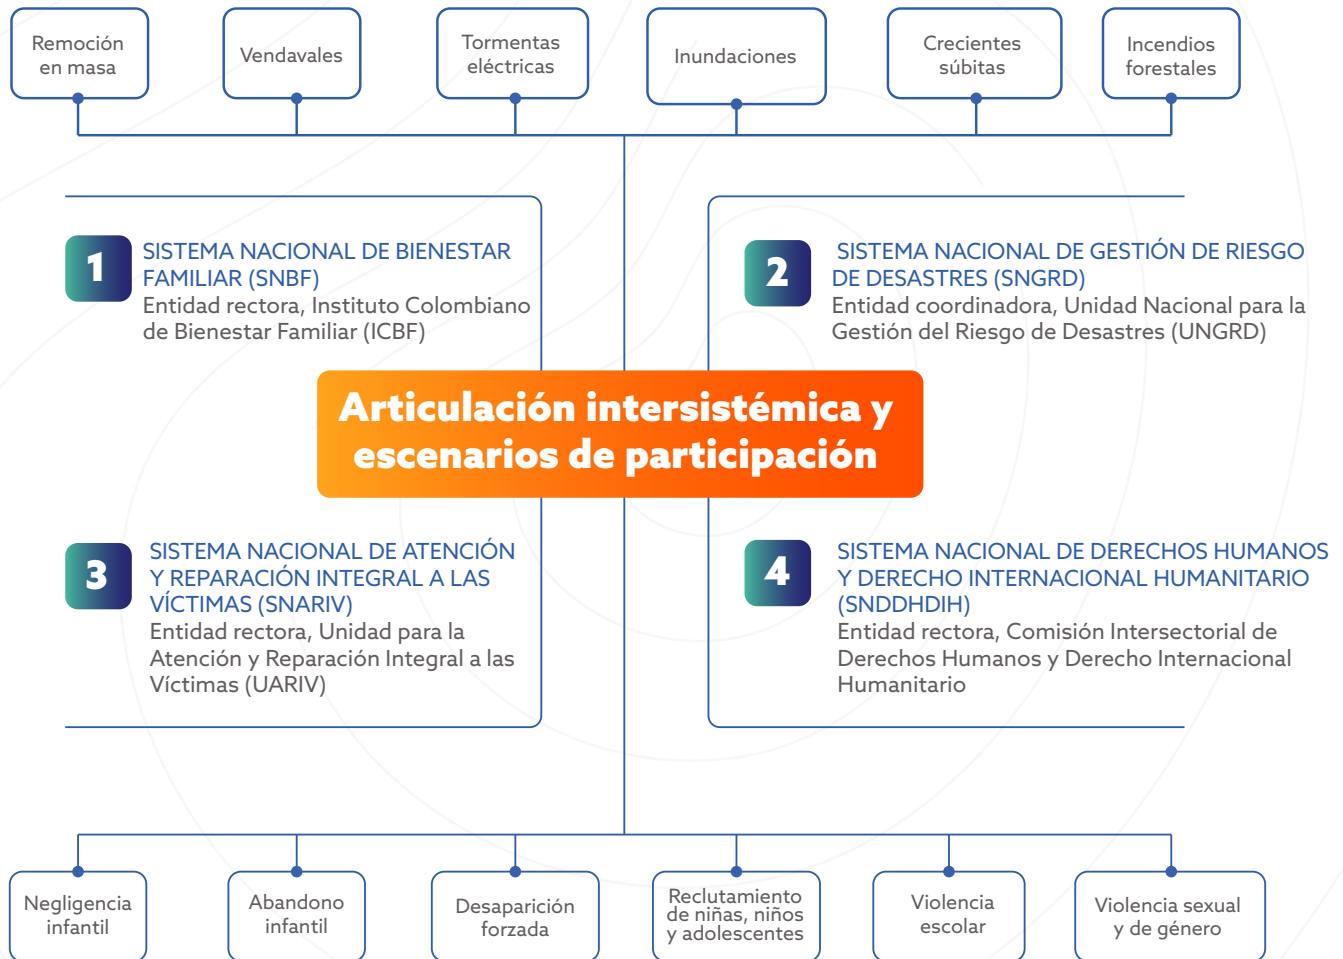 Remoción
en masa
Vendavales
Tormentas
eléctricas
Inundaciones
Crecientes
súbitas
Incendios
forestales
1
SISTEMA NACIONAL DE BIENESTAR
FAMILIAR (SNBF)
Entidad rectora, Instituto Colombiano
de Bienestar Familiar (ICBF)
2
SISTEMA NACIONAL DE GESTIÓN DE RIESGO
DE DESASTRES (SNGRD)
Entidad coordinadora, Unidad Nacional para la
Gestión del Riesgo de Desastres (UNGRD)
Articulación intersistémica y
escenarios de participación
3
SISTEMA NACIONAL DE ATENCIÓN
Y REPARACIÓN INTEGRAL A LAS
VÍCTIMAS (SNARIV)
Entidad rectora, Unidad para la
Atención y Reparación Integral a las
Víctimas (UARIV)
4
SISTEMA NACIONAL DE DERECHOS HUMANOS
Y DERECHO INTERNACIONAL HUMANITARIO
(SNDDHDIH)
Entidad rectora, Comisión Intersectorial de
Derechos Humanos y Derecho Internacional
Humanitario
Negligencia
infantil
Abandono
infantil
Desaparición
forzada
Reclutamiento
de niñas, niños
y adolescentes
Violencia
escolar
Violencia sexual
y de género